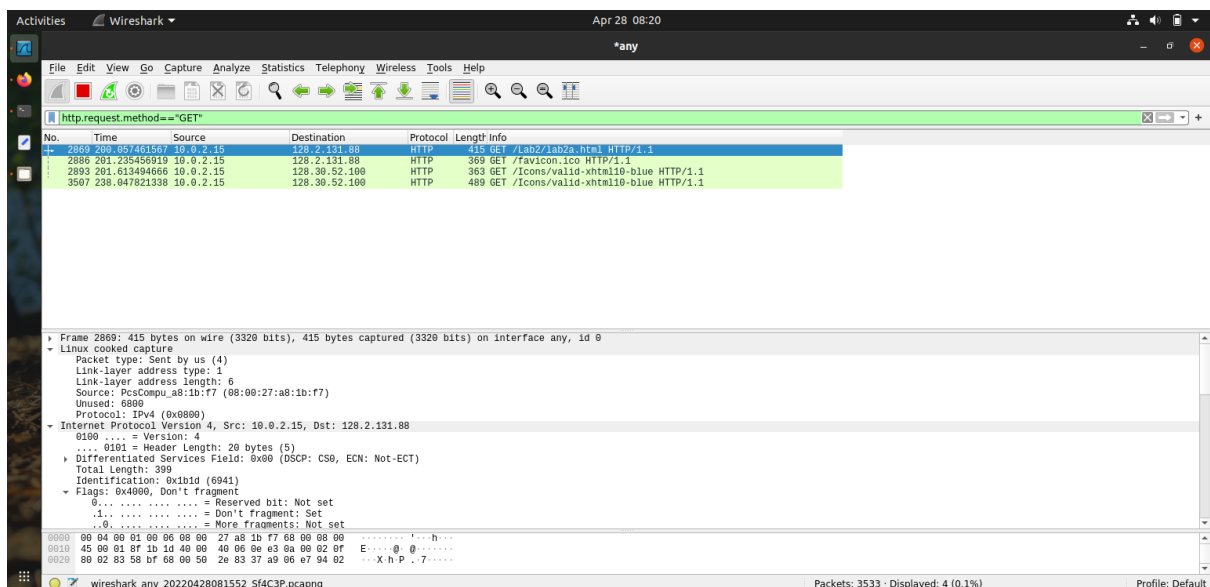 Activities Wireshark Apr 28 08:20
*any
File Edit View Go Capture Analyze Statistics Telephony Wireless Tools Help
http.request.method=="GET"
No. Time Source Destination Protocol Length Info
2869 200.057461567 10.0.2.15 128.2.131.88 HTTP 415 GET /Lab2/lab2a.html HTTP/1.1
2886 201.235456919 10.0.2.15 128.2.131.88 HTTP 369 GET /favicon.ico HTTP/1.1
2893 201.613494666 10.0.2.15 128.30.52.100 HTTP 363 GET /Icons/valid-xhtml10-blue HTTP/1.1
3507 238.047821338 10.0.2.15 128.30.52.100 HTTP 489 GET /Icons/valid-xhtml10-blue HTTP/1.1
Frame 2869: 415 bytes on wire (3320 bits), 415 bytes captured (3320 bits) on interface any, id 0
Linux cooked capture
Packet type: Sent by us (4)
Link-layer address type: 1
Link-layer address length: 6
Source: PcsCompu_a8:1b:f7 (08:00:27:a8:1b:f7)
Unused: 6800
Protocol: IPv4 (0x0800)
Internet Protocol Version 4, Src: 10.0.2.15, Dst: 128.2.131.88
0100 .... = Version: 4
.... 0101 = Header Length: 20 bytes (5)
Differentiated Services Field: 0x00 (DSCP: CS0, ECN: Not-ECT)
Total Length: 399
Identification: 0x1b1d (6941)
Flags: 0x4000, Don't fragment
0... .... .... .... = Reserved bit: Not set
.1.. .... .... .... = Don't fragment: Set
..0. .... .... .... = More fragments: Not set
0000 00 04 00 01 00 06 08 00 27 a8 1b f7 68 00 08 00 ········ '···h···
0010 45 00 01 8f 1b 1d 40 00 40 06 0e e3 0a 00 02 0f E·····@· @·······
0020 80 02 83 58 bf 68 00 50 2e 83 37 a9 06 e7 94 02 ···X·h·P .·7·····
wireshark_any_20220428081552_Sf4C3P.pcapng Packets: 3533 · Displayed: 4 (0.1%) Profile: Default